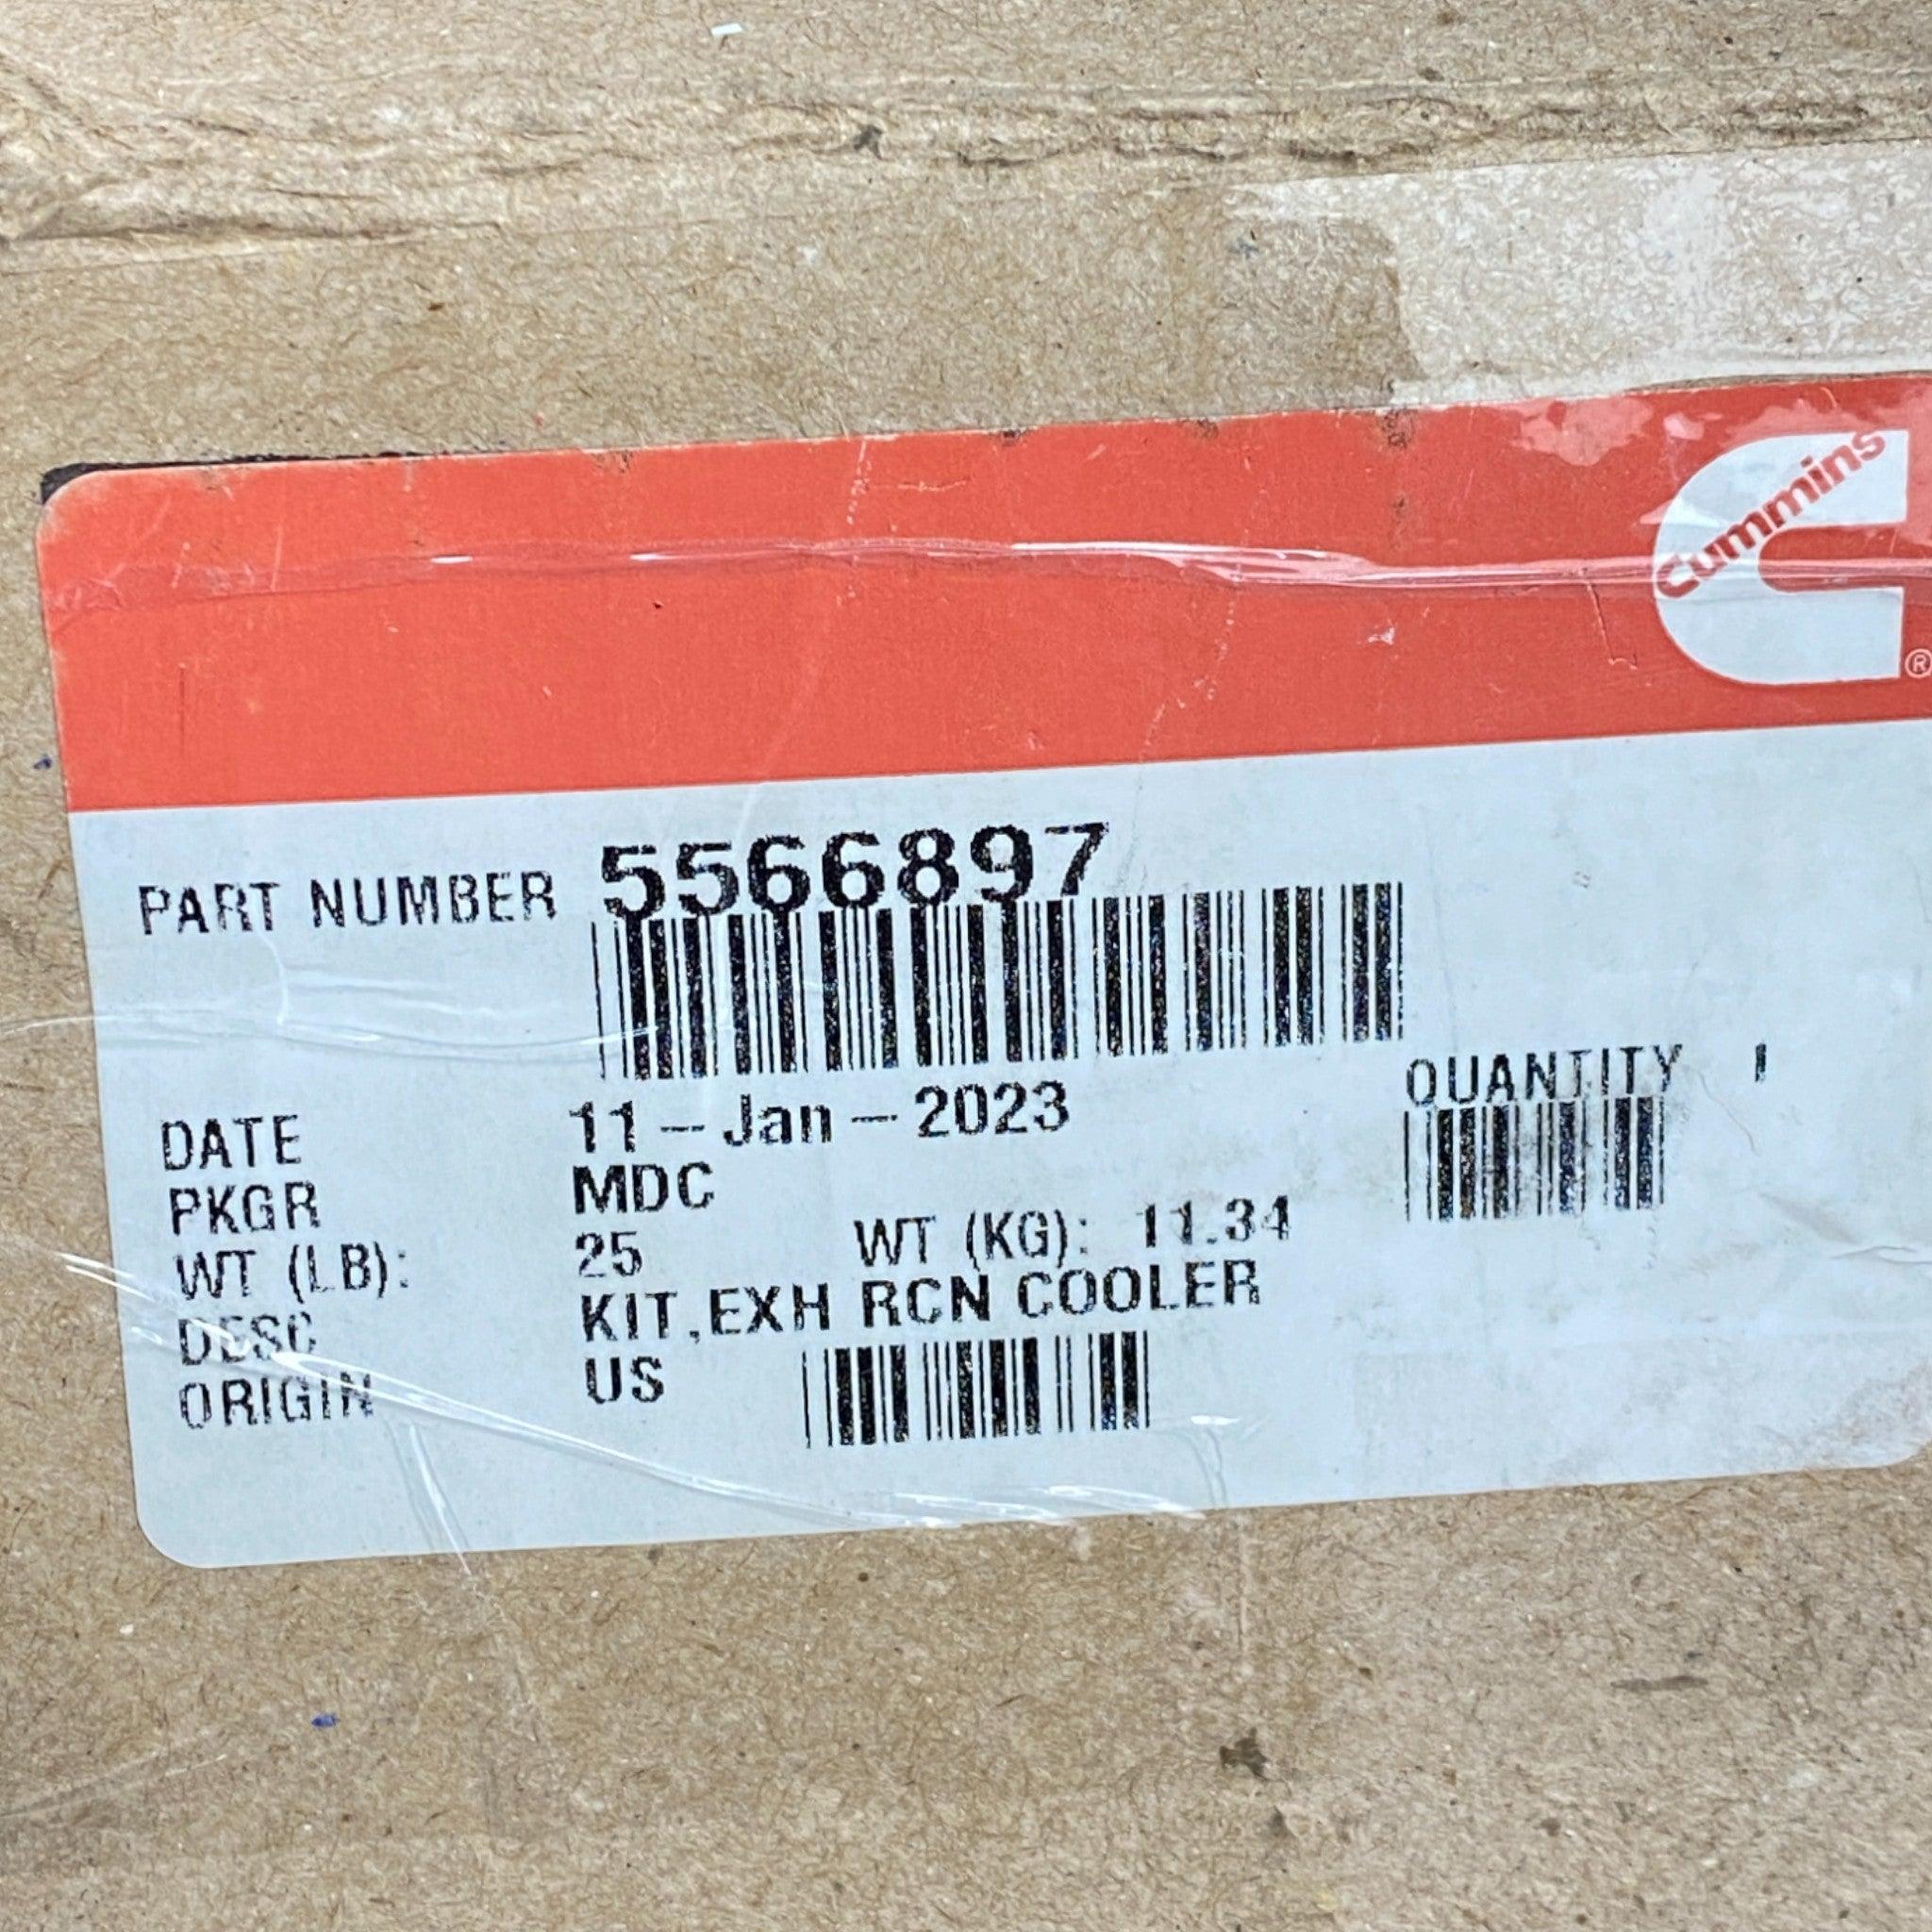 Cummins
®
PART NUMBER 5566897
QUANTITY 1
DATE 11-Jan-2023
PKGR MDC
WT (LB): 25 WT (KG): 11.34
DESC KIT,EXH RCN COOLER
ORIGIN US